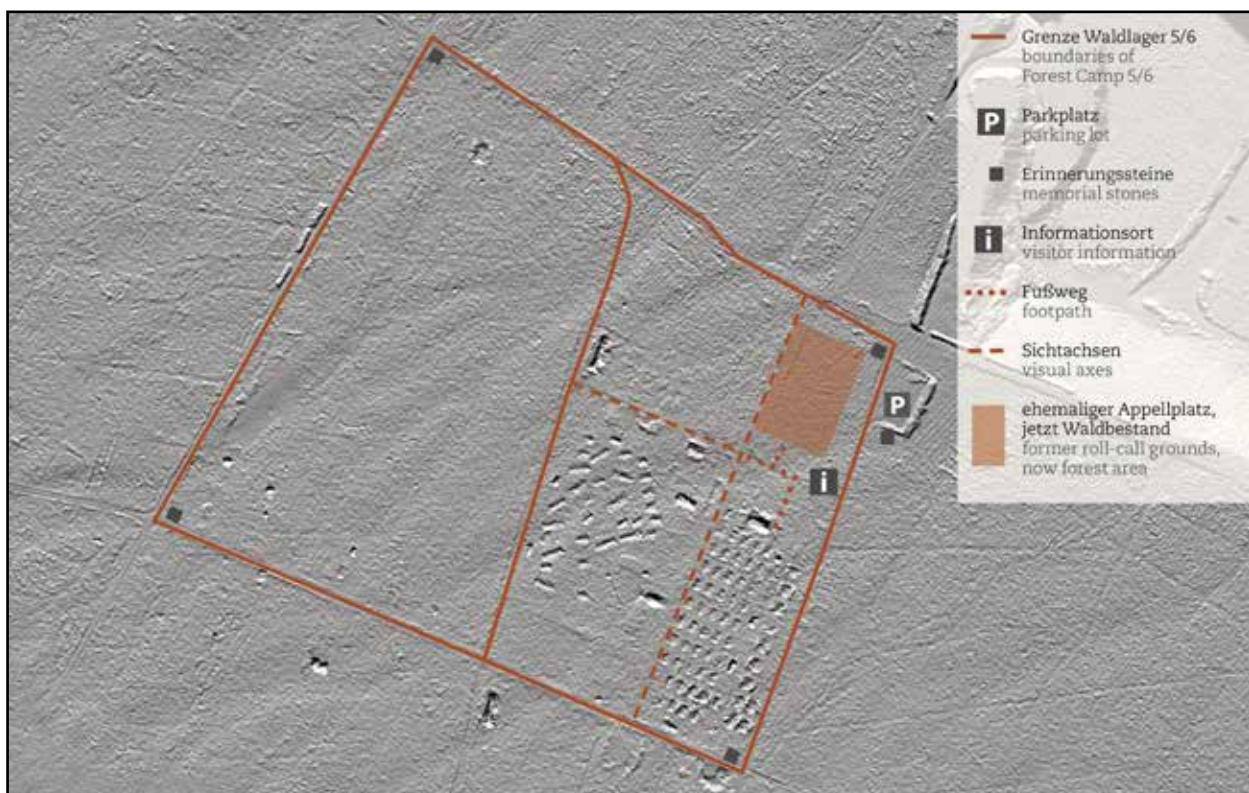 Grenze Waldlager 5/6
boundaries of
Forest Camp 5/6
P
Parkplatz
parking lot
Erinnerungssteine
memorial stones
i
Informationsort
visitor information
Fußweg
footpath
Sichtachsen
visual axes
ehemaliger Appellplatz,
jetzt Waldbestand
former roll-call grounds,
now forest area
P
i